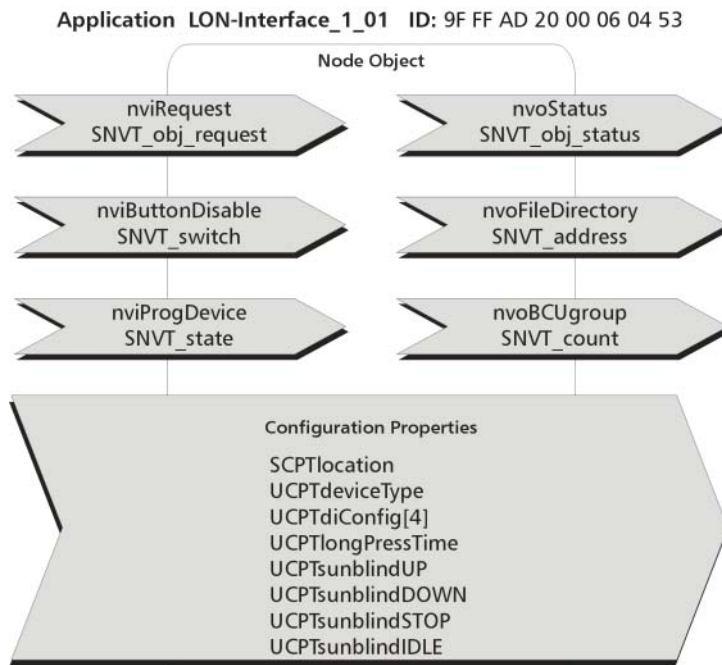 Application LON-Interface_1_01 ID: 9F FF AD 20 00 06 04 53
Node Object
nviRequest
SNVT_obj_request
nvoStatus
SNVT_obj_status
nviButtonDisable
SNVT_switch
nvoFileDirectory
SNVT_address
nviProgDevice
SNVT_state
nvoBCUgroup
SNVT_count
Configuration Properties
SCPTlocation
UCPTdeviceType
UCPTdiConfig[4]
UCPTlongPressTime
UCPTsunblindUP
UCPTsunblindDOWN
UCPTsunblindSTOP
UCPTsunblindIDLE